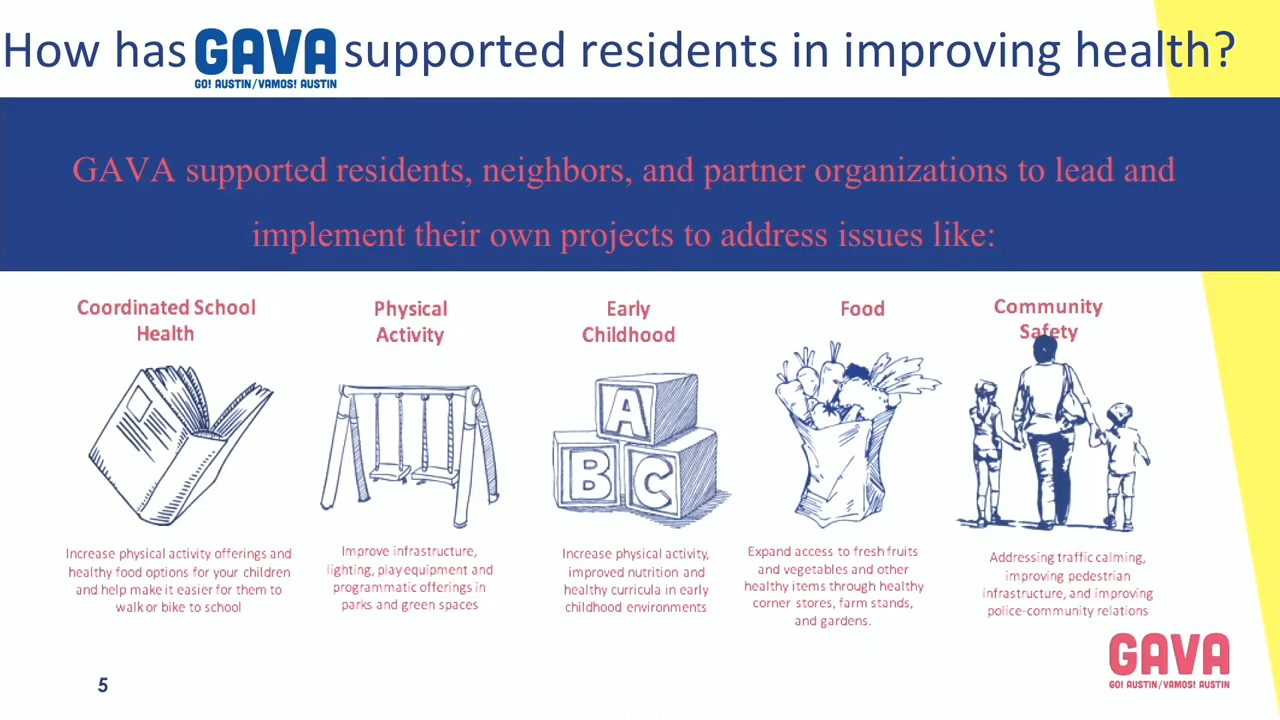 How has GAVA supported residents in improving health?
GO! AUSTIN/VAMOS! AUSTIN
GAVA supported residents, neighbors, and partner organizations to lead and
implement their own projects to address issues like:
Coordinated School
Health
Increase physical activity offerings and
healthy food options for your children
and help make it easier for them to
walk or bike to school
Physical
Activity
Improve infrastructure,
lighting, play equipment and
programmatic offerings in
parks and green spaces
Early
Childhood
A
B C
Increase physical activity,
improved nutrition and
healthy curricula in early
childhood environments
Food
Expand access to fresh fruits
and vegetables and other
healthy items through healthy
corner stores, farm stands,
and gardens.
Community
Safety
Addressing traffic calming,
improving pedestrian
infrastructure, and improving
police-community relations
GAVA
GO! AUSTIN/VAMOS! AUSTIN
5